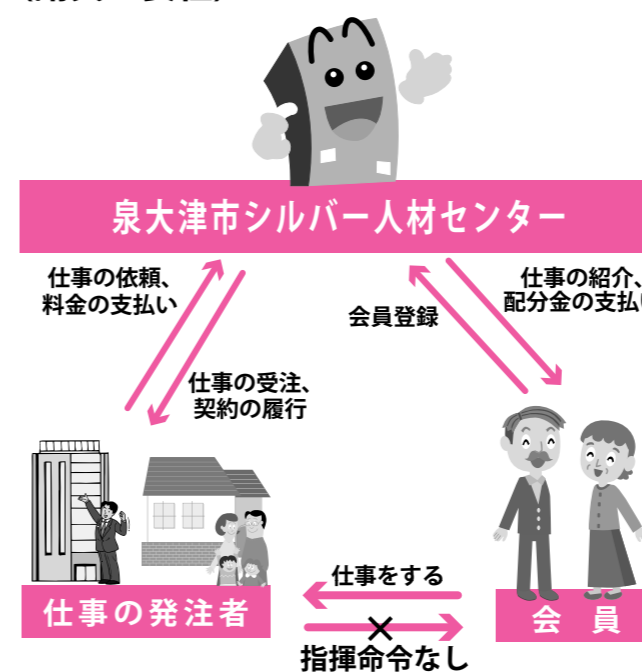 泉大津市シルバー人材センター
仕事の依頼、
料金の支払い
仕事の紹介、
配分金の支払い
会員登録
仕事の受注、
契約の履行
仕事をする
仕事の発注者
会員
指揮命令なし